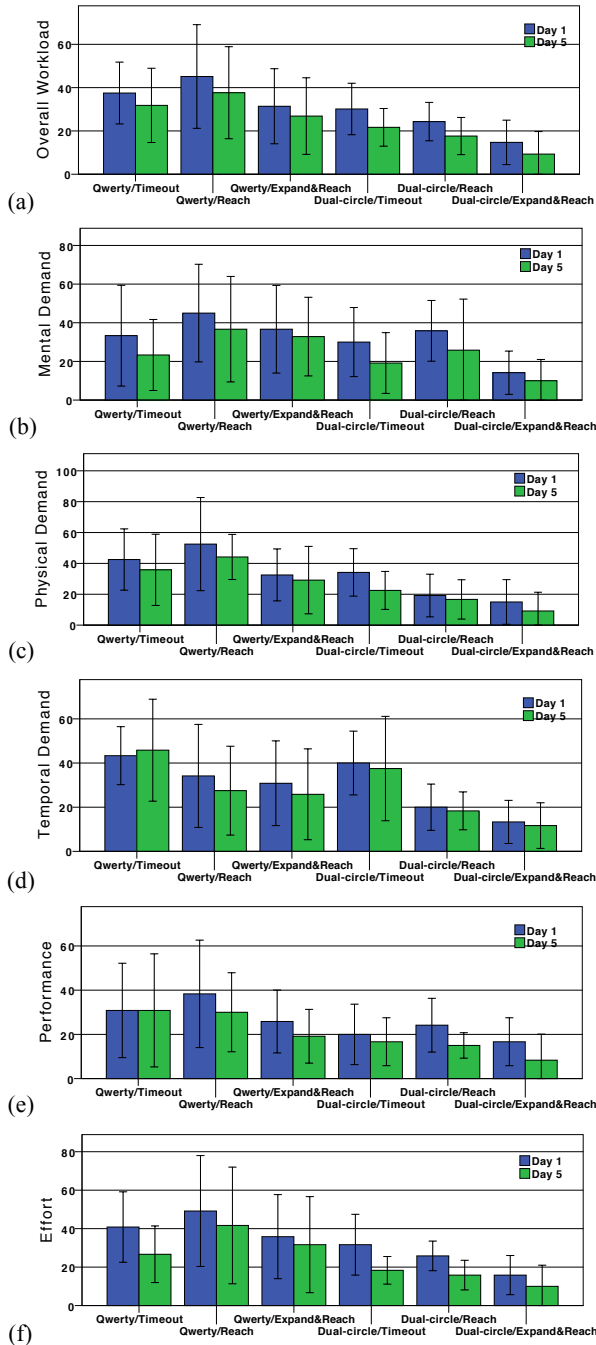 Overall Workload
60
40
20
0
Day 1
Day 5
Qwerty/Timeout Qwerty/Expand&Reach Dual-circle/Reach
Qwerty/Reach Dual-circle/Timeout Dual-circle/Expand&Reach
(a)
Mental Demand
80
60
40
20
0
Day 1
Day 5
Qwerty/Timeout Qwerty/Expand&Reach Dual-circle/Reach
Qwerty/Reach Dual-circle/Timeout Dual-circle/Expand&Reach
(b)
Physical Demand
100
80
60
40
20
0
Day 1
Day 5
Qwerty/Timeout Qwerty/Expand&Reach Dual-circle/Reach
Qwerty/Reach Dual-circle/Timeout Dual-circle/Expand&Reach
(c)
Temporal Demand
60
40
20
0
Day 1
Day 5
Qwerty/Timeout Qwerty/Expand&Reach Dual-circle/Reach
Qwerty/Reach Dual-circle/Timeout Dual-circle/Expand&Reach
(d)
Performance
60
40
20
0
Day 1
Day 5
Qwerty/Timeout Qwerty/Expand&Reach Dual-circle/Reach
Qwerty/Reach Dual-circle/Timeout Dual-circle/Expand&Reach
(e)
Effort
80
60
40
20
0
Day 1
Day 5
Qwerty/Timeout Qwerty/Expand&Reach Dual-circle/Reach
Qwerty/Reach Dual-circle/Timeout Dual-circle/Expand&Reach
(f)